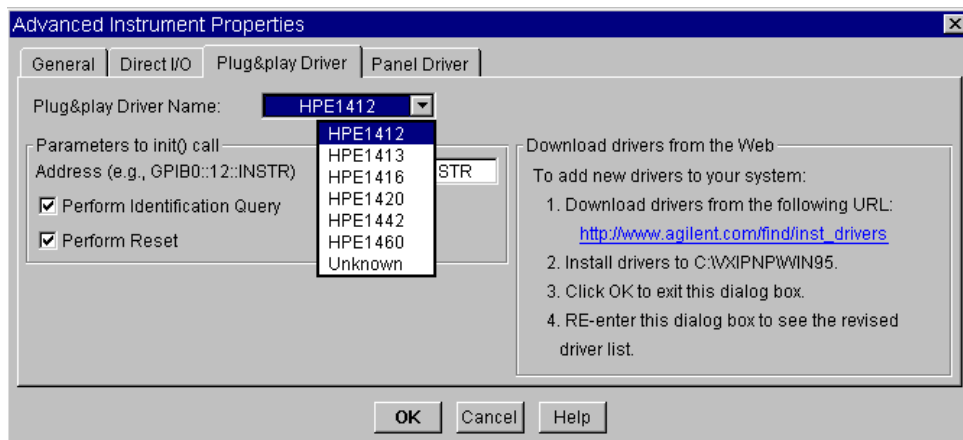 Advanced Instrument Properties
General Direct I/O Plug&play Driver Panel Driver
Plug&play Driver Name: HPE1412
HPE1412
HPE1413
HPE1416
HPE1420
HPE1442
HPE1460
Unknown
Parameters to init() call
Address (e.g., GPIB0::12::INSTR) STR
Perform Identification Query
Perform Reset
Download drivers from the Web
To add new drivers to your system:
1. Download drivers from the following URL:
http://www.agilent.com/find/inst_drivers
2. Install drivers to C:\VXIPNP\WIN95.
3. Click OK to exit this dialog box.
4. RE-enter this dialog box to see the revised
driver list.
OK Cancel Help